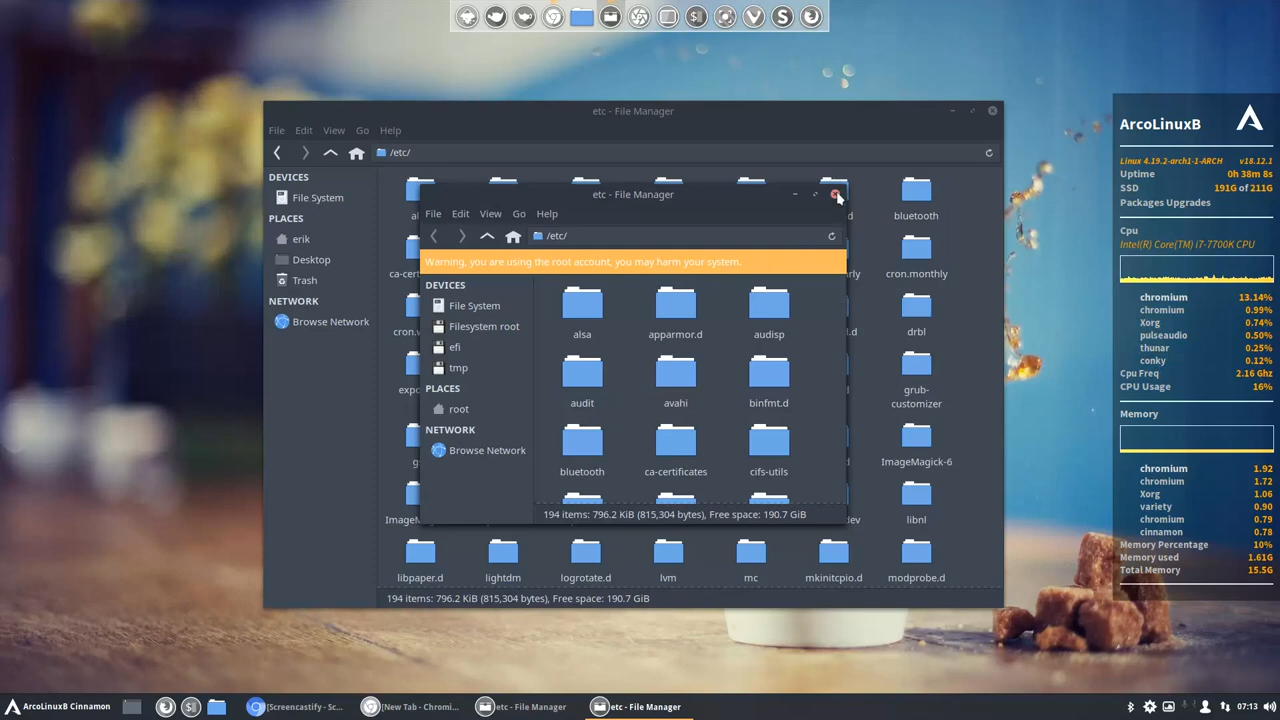 etc - File Manager
File Edit View Go Help
/etc/
DEVICES
File System
PLACES
erik
Desktop
Trash
NETWORK
Browse Network
bluetooth
cron.monthly
drbl
grub-
customizer
ImageMagick-6
libnl
libpaper.d
lightdm
logrotate.d
lvm
mc
mkinitcpio.d
modprobe.d
194 items: 796.2 KiB (815,304 bytes), Free space: 190.7 GiB
etc - File Manager
File Edit View Go Help
/etc/
Warning, you are using the root account, you may harm your system.
DEVICES
File System
Filesystem root
efi
tmp
PLACES
root
NETWORK
Browse Network
alsa
apparmor.d
audisp
audit
avahi
binfmt.d
bluetooth
ca-certificates
cifs-utils
194 items: 796.2 KiB (815,304 bytes), Free space: 190.7 GiB
ArcoLinuxB
Linux 4.19.2-arch1-1-ARCH v18.12.1
Uptime 0h 38m 8s
SSD 191G of 211G
Packages Upgrades
Cpu
Intel(R) Core(TM) i7-7700K CPU
chromium 13.14%
chromium 0.99%
Xorg 0.74%
pulseaudio 0.50%
thunar 0.25%
conky 0.12%
Cpu Freq 2.16 Ghz
CPU Usage 16%
Memory
chromium 1.92
chromium 1.72
Xorg 1.06
variety 0.90
chromium 0.79
cinnamon 0.78
Memory Percentage 10%
Memory used 1.61G
Total Memory 15.5G
ArcoLinuxB Cinnamon
[Screencastify - Sc...
[New Tab - Chromi...
etc - File Manager
etc - File Manager
07:13